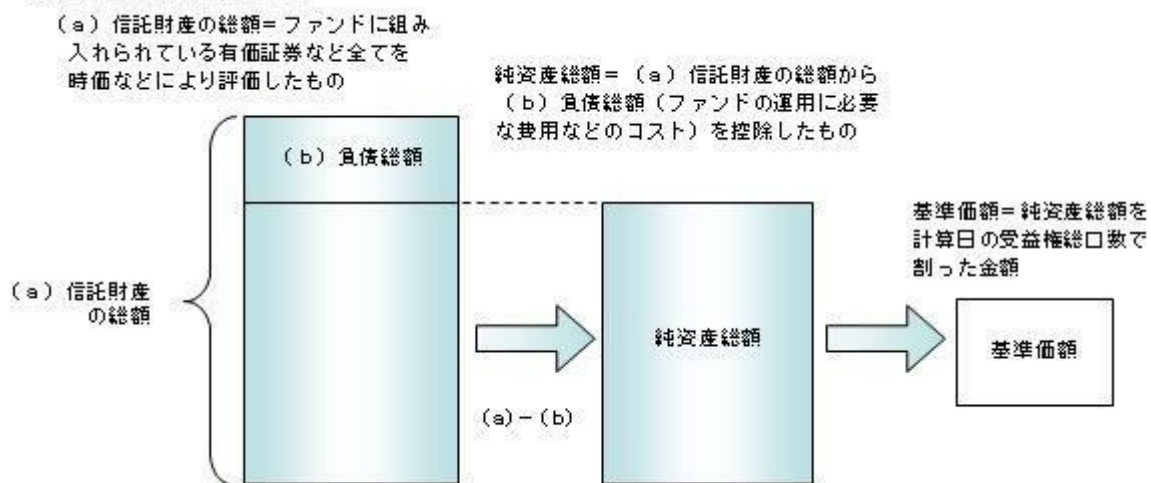 （a）信託財産の総額＝ファンドに組み
入れられている有価証券など全てを
時価などにより評価したもの
純資産総額＝（a）信託財産の総額から
（b）負債総額（ファンドの運用に必要
な費用などのコスト）を控除したもの
（b）負債総額
基準価額＝純資産総額を
計算日の受益権総口数で
割った金額
（a）信託財産
の総額
純資産総額
基準価額
（a）－（b）